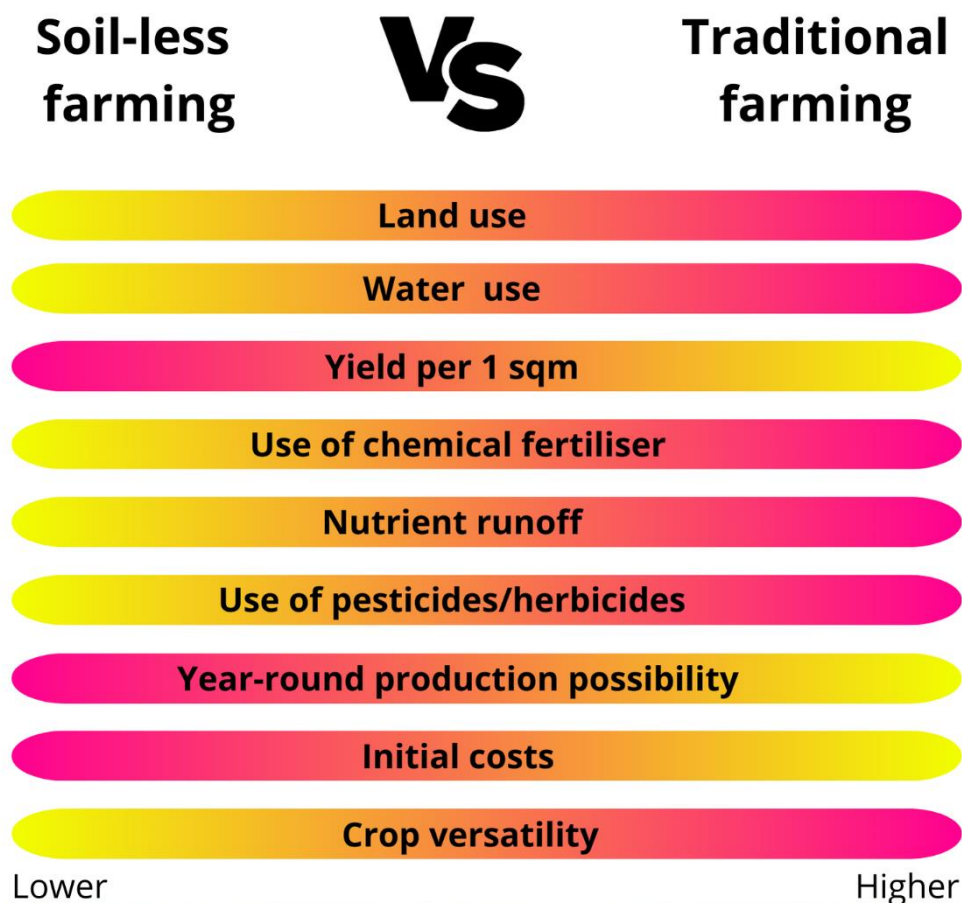 Soil-less
farming
Vs
Traditional
farming
Land use
Water use
Yield per 1 sqm
Use of chemical fertiliser
Nutrient runoff
Use of pesticides/herbicides
Year-round production possibility
Initial costs
Crop versatility
Lower
Higher